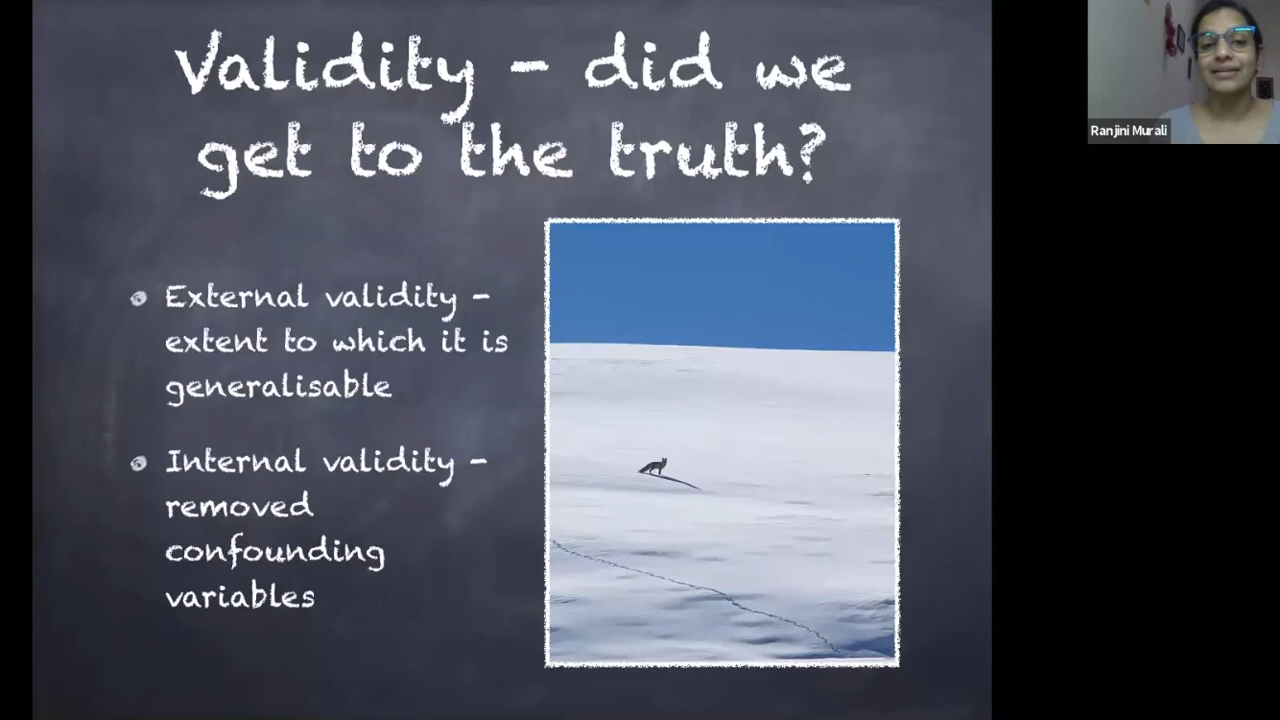 Validity - did we
get to the truth?
External validity -
extent to which it is
generalisable
Internal validity -
removed
confounding
variables
Ranjini Murali